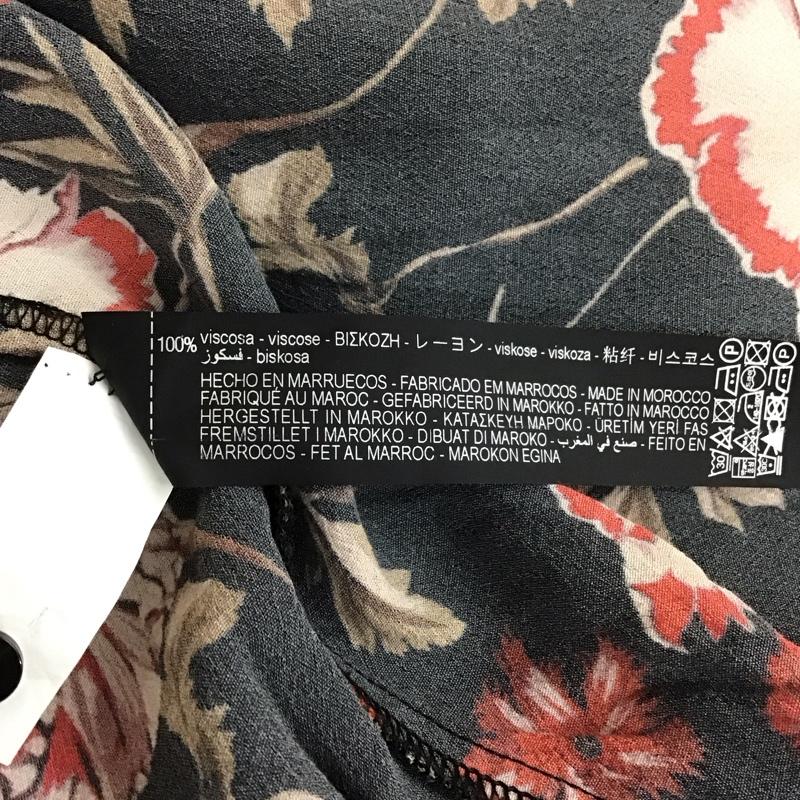 100% viscosa - viscose - ΒΙΣΚΟΖΗ - レーヨン - viskose - viskoza - 粘纤 - 비스코스
فسكوز - biskosa
HECHO EN MARRUECOS - FABRICADO EM MARROCOS - MADE IN MOROCCO
FABRIQUÉ AU MAROC - GEFABRICEERD IN MAROKKO - FATTO IN MAROCCO
HERGESTELLT IN MAROKKO - ΚΑΤΑΣΚΕΥΗ ΜΑΡΟΚΟ - ÜRETİM YERİ FAS
FREMSTILLET I MAROKKO - DIBUAT DI MAROKO - صنع في المغرب - FEITO EN
MARROCOS - FET AL MARROC - MAROKON EGINA
30